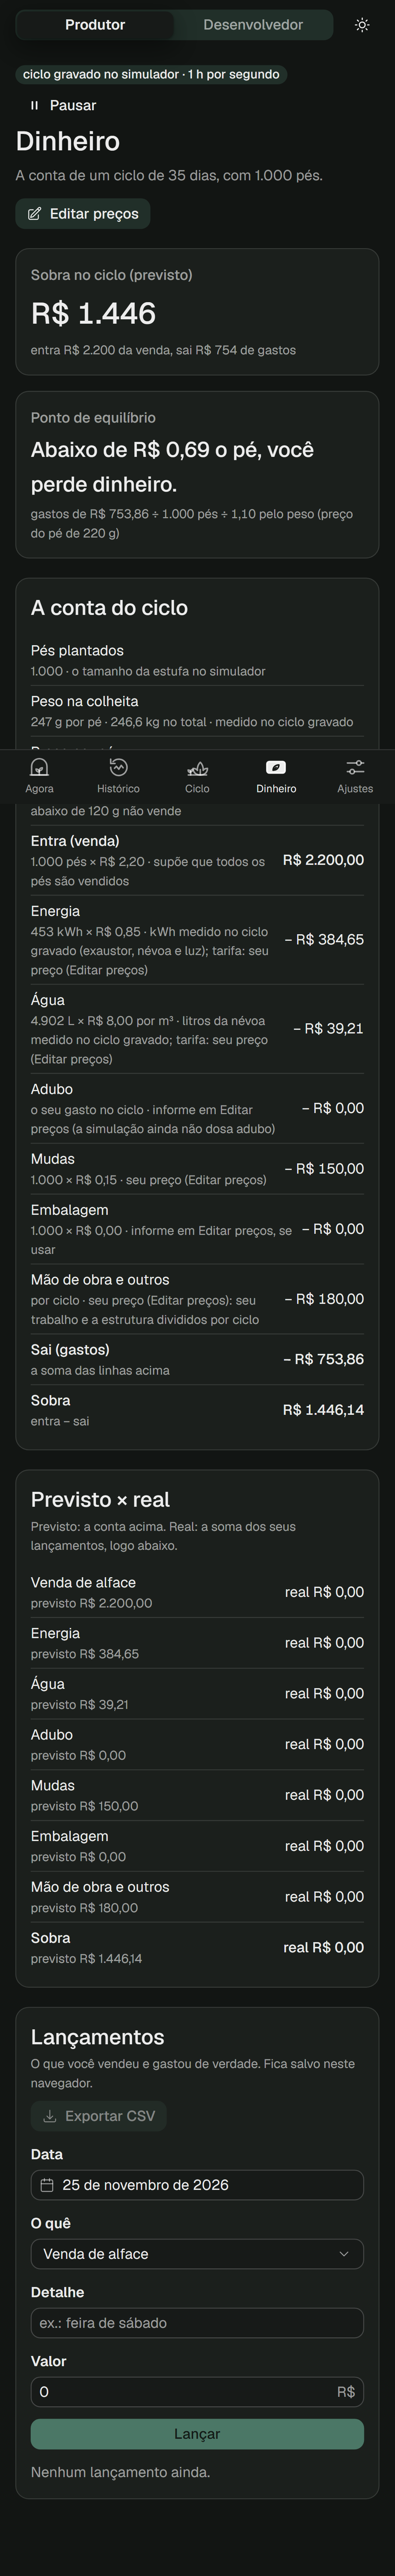 Produtor
Desenvolvedor
ciclo gravado no simulador · 1 h por segundo
Pausar
Dinheiro
A conta de um ciclo de 35 dias, com 1.000 pés.
Editar preços
Sobra no ciclo (previsto)
R$ 1.446
entra R$ 2.200 da venda, sai R$ 754 de gastos
Ponto de equilíbrio
Abaixo de R$ 0,69 o pé, você
perde dinheiro.
gastos de R$ 753,86 ÷ 1.000 pés ÷ 1,10 pelo peso (preço
do pé de 220 g)
A conta do ciclo
Pés plantados
1.000 · o tamanho da estufa no simulador
Peso na colheita
247 g por pé · 246,6 kg no total · medido no ciclo gravado
Agora
Histórico
Ciclo
Dinheiro
Ajustes
abaixo de 120 g não vende
Entra (venda)
1.000 pés × R$ 2,20 · supõe que todos os
pés são vendidos
R$ 2.200,00
Energia
453 kWh × R$ 0,85 · kWh medido no ciclo
gravado (exaustor, névoa e luz); tarifa: seu
preço (Editar preços)
− R$ 384,65
Água
4.902 L × R$ 8,00 por m³ · litros da névoa
medido no ciclo gravado; tarifa: seu preço
(Editar preços)
− R$ 39,21
Adubo
o seu gasto no ciclo · informe em Editar
preços (a simulação ainda não dosa adubo)
− R$ 0,00
Mudas
1.000 × R$ 0,15 · seu preço (Editar preços)
− R$ 150,00
Embalagem
1.000 × R$ 0,00 · informe em Editar preços, se
usar
− R$ 0,00
Mão de obra e outros
por ciclo · seu preço (Editar preços): seu
trabalho e a estrutura divididos por ciclo
− R$ 180,00
Sai (gastos)
a soma das linhas acima
− R$ 753,86
Sobra
entra − sai
R$ 1.446,14
Previsto × real
Previsto: a conta acima. Real: a soma dos seus
lançamentos, logo abaixo.
Venda de alface
previsto R$ 2.200,00
real R$ 0,00
Energia
previsto R$ 384,65
real R$ 0,00
Água
previsto R$ 39,21
real R$ 0,00
Adubo
previsto R$ 0,00
real R$ 0,00
Mudas
previsto R$ 150,00
real R$ 0,00
Embalagem
previsto R$ 0,00
real R$ 0,00
Mão de obra e outros
previsto R$ 180,00
real R$ 0,00
Sobra
previsto R$ 1.446,14
real R$ 0,00
Lançamentos
O que você vendeu e gastou de verdade. Fica salvo neste
navegador.
Exportar CSV
Data
25 de novembro de 2026
O quê
Venda de alface
Detalhe
ex.: feira de sábado
Valor
0
R$
Lançar
Nenhum lançamento ainda.